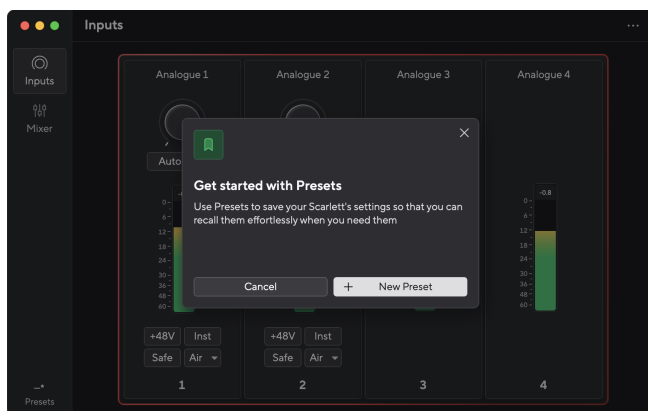 Inputs
...
Inputs
Mixer
Presets
Analogue 1
Analogue 2
Analogue 3
Analogue 4
Auto
0
6
12
18
24
30
36
48
60
-0.8
0
6
12
18
24
30
36
48
60
Get started with Presets
Use Presets to save your Scarlett's settings so that you can
recall them effortlessly when you need them
Cancel
+ New Preset
+48V Inst
Safe Air
+48V Inst
Safe Air
1
2
3
4